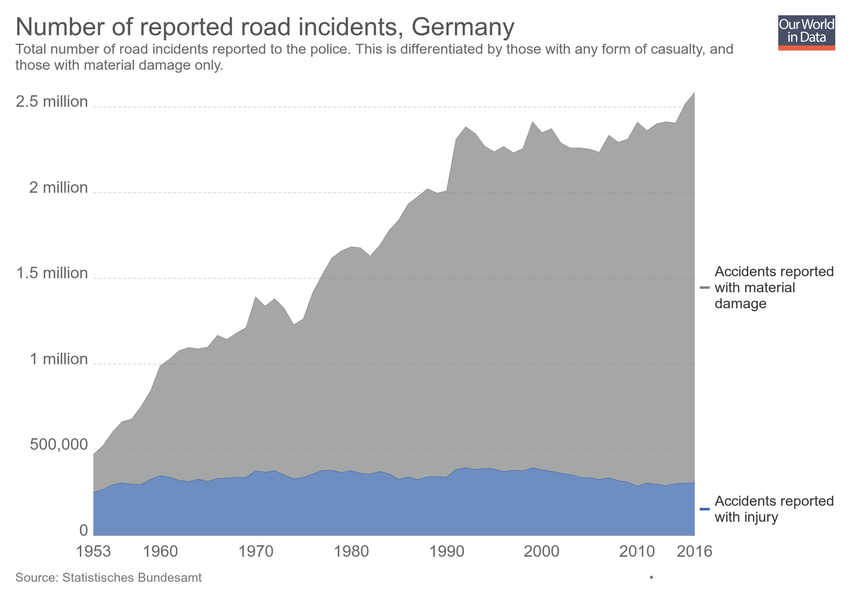 Number of reported road incidents, Germany
Our World
in Data
Total number of road incidents reported to the police. This is differentiated by those with any form of casualty, and
those with material damage only.
2.5 million
2 million
1.5 million
1 million
500,000
0
Accidents reported
with material
damage
Accidents reported
with injury
1953
1960
1970
1980
1990
2000
2010
2016
Source: Statistisches Bundesamt